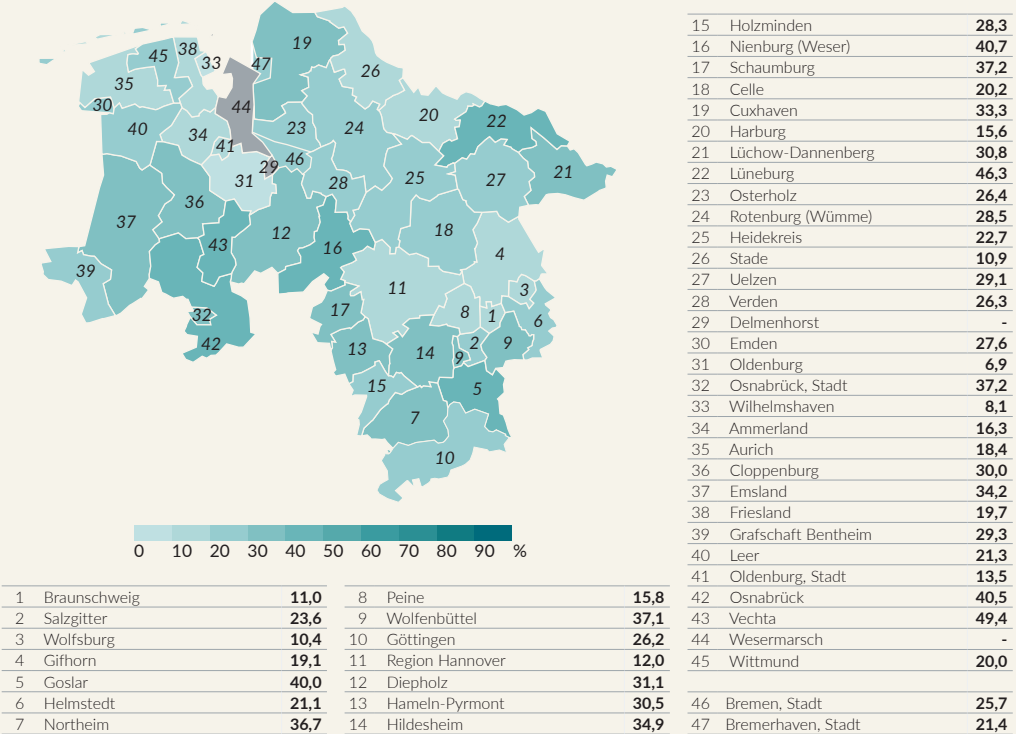 19
38
45
33
47
26
35
30
44
20
22
40
34
23
24
41
46
29
21
31
28
25
27
36
37
12
18
43
16
4
39
11
3
32
17
8
1
6
42
13
14
2
9
9
15
5
7
10
0 10 20 30 40 50 60 70 80 90 %
1 Braunschweig 11,0
2 Salzgitter 23,6
3 Wolfsburg 10,4
4 Gifhorn 19,1
5 Goslar 40,0
6 Helmstedt 21,1
7 Northeim 36,7
8 Peine 15,8
9 Wolfenbüttel 37,1
10 Göttingen 26,2
11 Region Hannover 12,0
12 Diepholz 31,1
13 Hameln-Pyrmont 30,5
14 Hildesheim 34,9
15 Holzminden 28,3
16 Nienburg (Weser) 40,7
17 Schaumburg 37,2
18 Celle 20,2
19 Cuxhaven 33,3
20 Harburg 15,6
21 Lüchow-Dannenberg 30,8
22 Lüneburg 46,3
23 Osterholz 26,4
24 Rotenburg (Wümme) 28,5
25 Heidekreis 22,7
26 Stade 10,9
27 Uelzen 29,1
28 Verden 26,3
29 Delmenhorst -
30 Emden 27,6
31 Oldenburg 6,9
32 Osnabrück, Stadt 37,2
33 Wilhelmshaven 8,1
34 Ammerland 16,3
35 Aurich 18,4
36 Cloppenburg 30,0
37 Emsland 34,2
38 Friesland 19,7
39 Grafschaft Bentheim 29,3
40 Leer 21,3
41 Oldenburg, Stadt 13,5
42 Osnabrück 40,5
43 Vechta 49,4
44 Wesermarsch -
45 Wittmund 20,0
46 Bremen, Stadt 25,7
47 Bremerhaven, Stadt 21,4